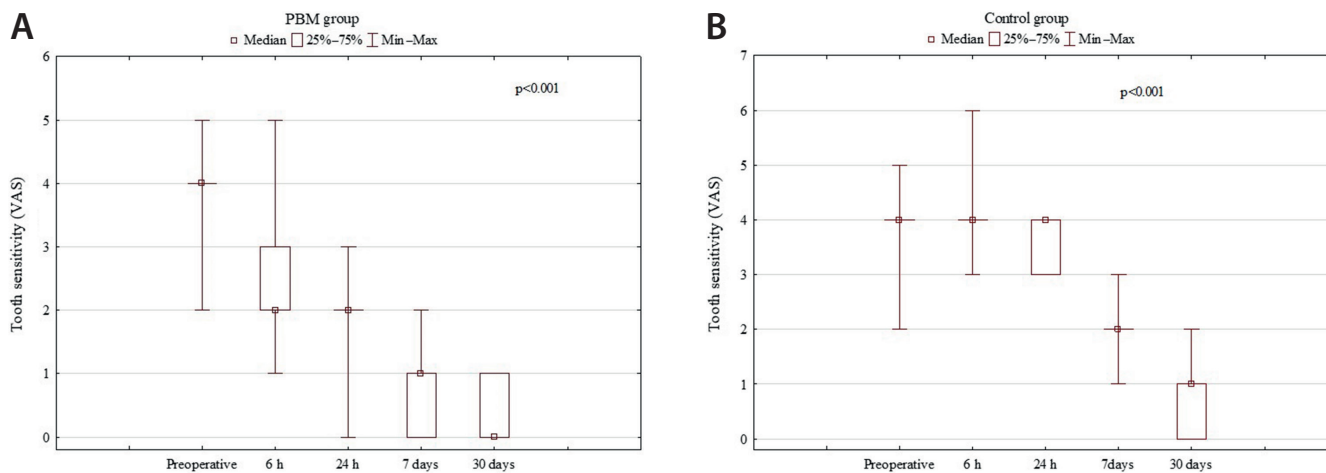 A
PBM group
Median 25%–75% Min–Max
6
5
4
3
2
1
0
Tooth sensitivity (VAS)
p<0.001
Preoperative 6 h 24 h 7 days 30 days
B
Control group
Median 25%–75% Min–Max
7
6
5
4
3
2
1
0
Tooth sensitivity (VAS)
p<0.001
Preoperative 6 h 24 h 7days 30 days